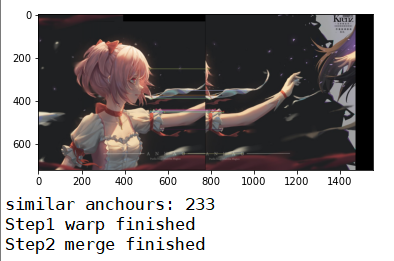 0
200
400
600
0 200 400 600 800 1000 1200 1400
similar anchours: 233
Step1 warp finished
Step2 merge finished